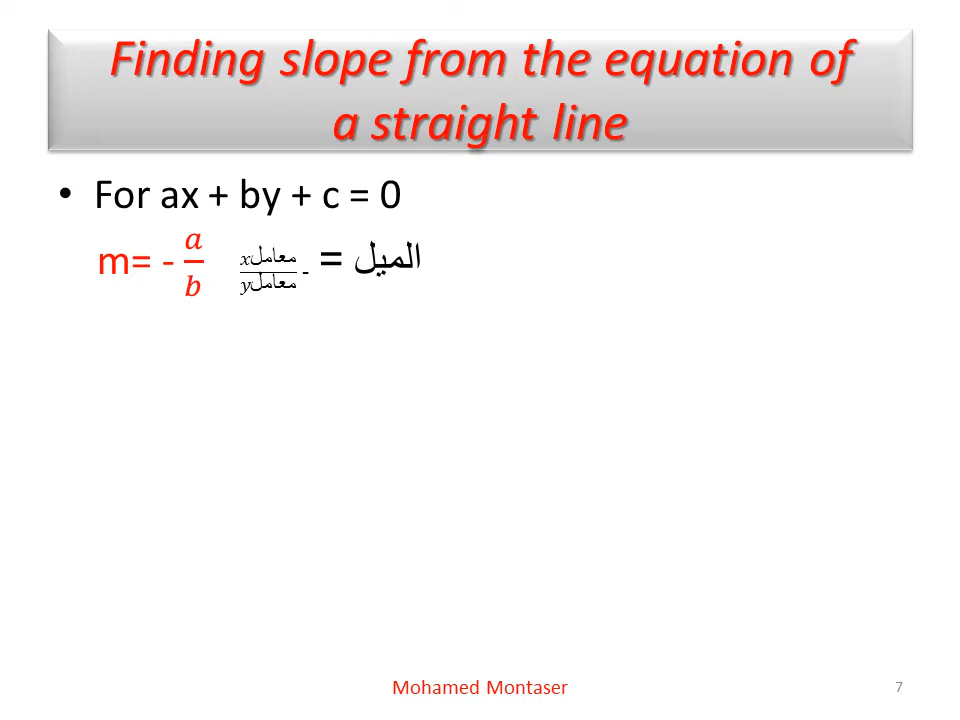 Finding slope from the equation of
a straight line
• For ax + by + c = 0
m= - a/b الميل = - معامل x/معامل y
Mohamed Montaser
7